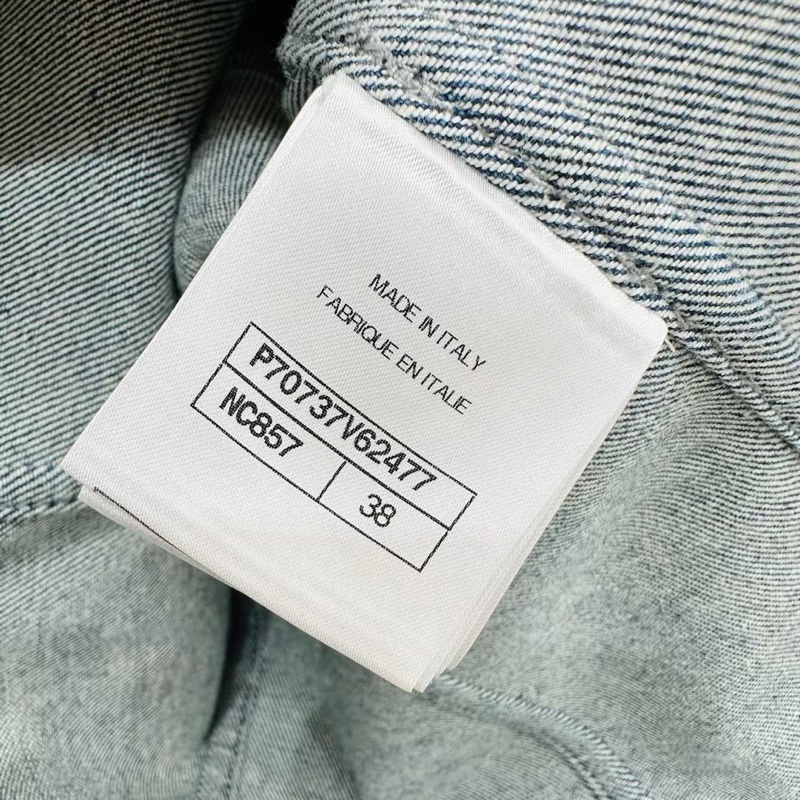 MADE IN ITALY
FABRIQUE EN ITALIE
P70737V62477
NC857 38